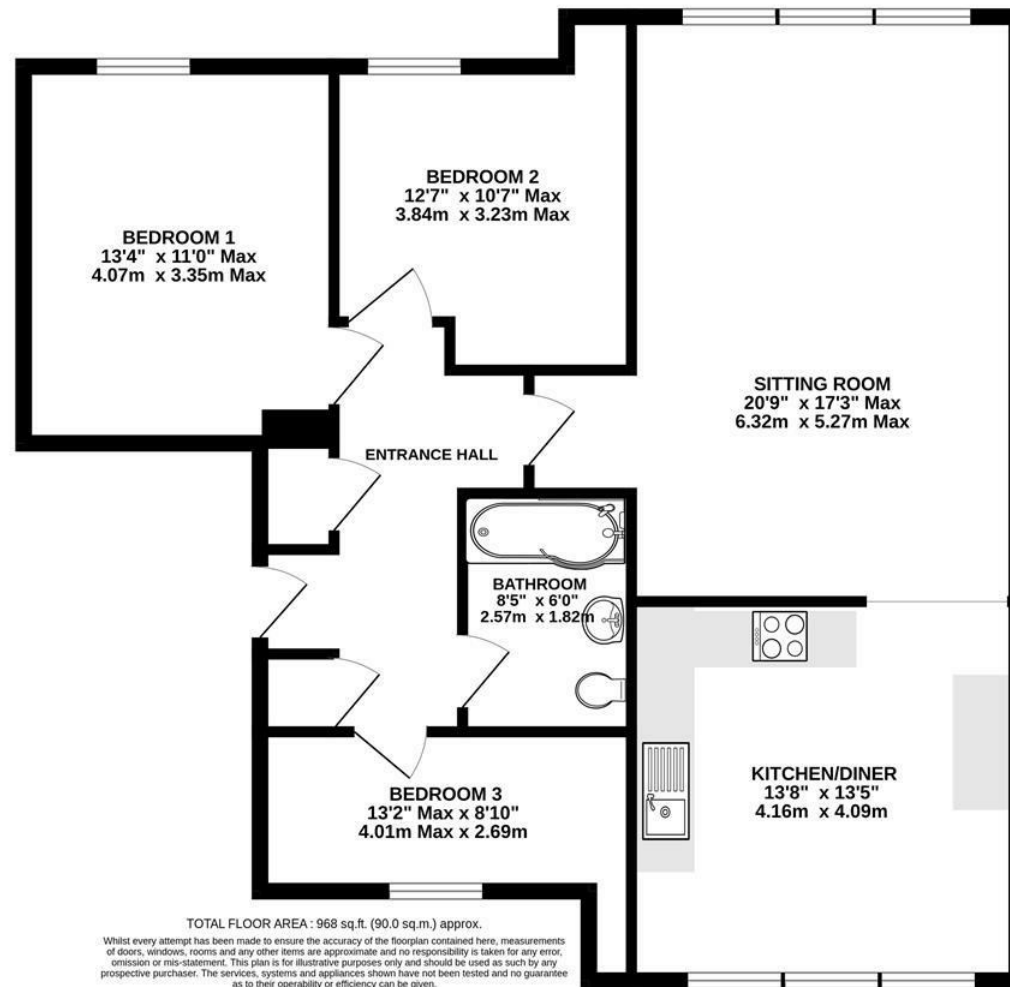 BEDROOM 1
13'4" x 11'0" Max
4.07m x 3.35m Max
BEDROOM 2
12'7" x 10'7" Max
3.84m x 3.23m Max
SITTING ROOM
20'9" x 17'3" Max
6.32m x 5.27m Max
ENTRANCE HALL
BATHROOM
8'5" x 6'0"
2.57m x 1.82m
KITCHEN/DINER
13'8" x 13'5"
4.16m x 4.09m
BEDROOM 3
13'2" Max x 8'10"
4.01m Max x 2.69m
TOTAL FLOOR AREA : 968 sq.ft. (90.0 sq.m.) approx.
Whilst every attempt has been made to ensure the accuracy of the floorplan contained here, measurements
of doors, windows, rooms and any other items are approximate and no responsibility is taken for any error,
omission or mis-statement. This plan is for illustrative purposes only and should be used as such by any
prospective purchaser. The services, systems and appliances shown have not been tested and no guarantee
as to their operability or efficiency can be given.